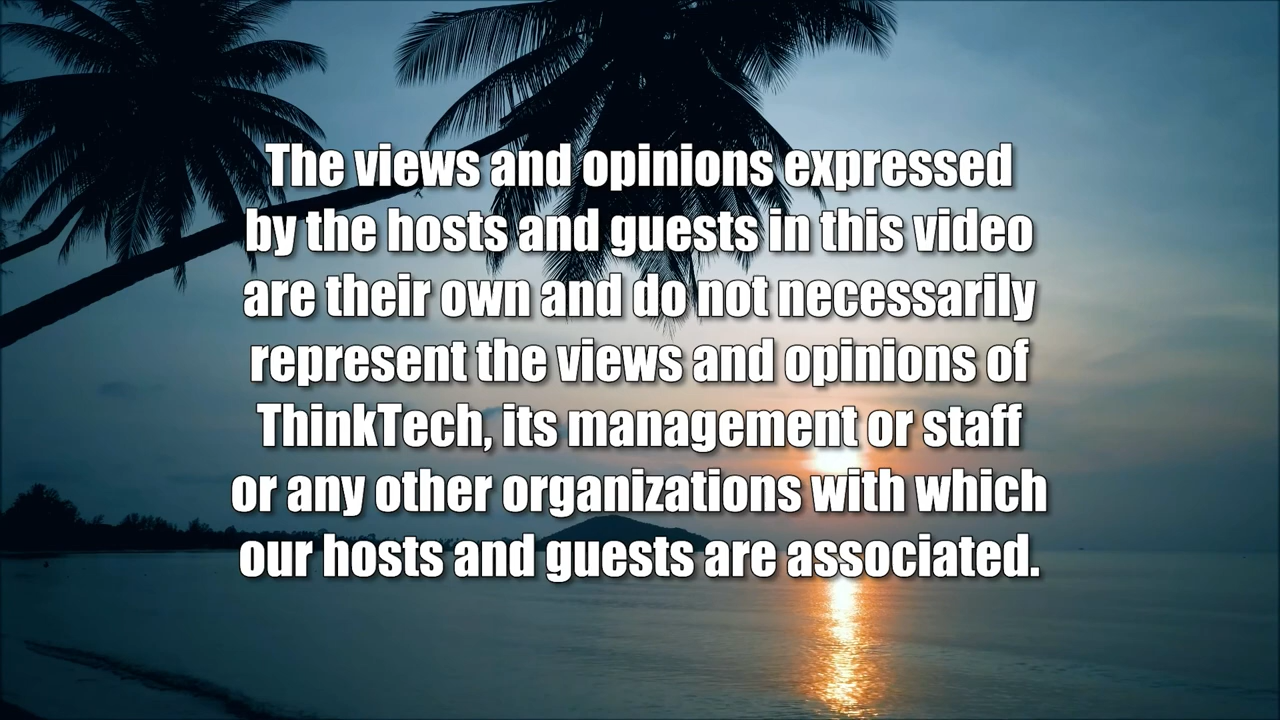 The views and opinions expressed
by the hosts and guests in this video
are their own and do not necessarily
represent the views and opinions of
ThinkTech, its management or staff
or any other organizations with which
our hosts and guests are associated.